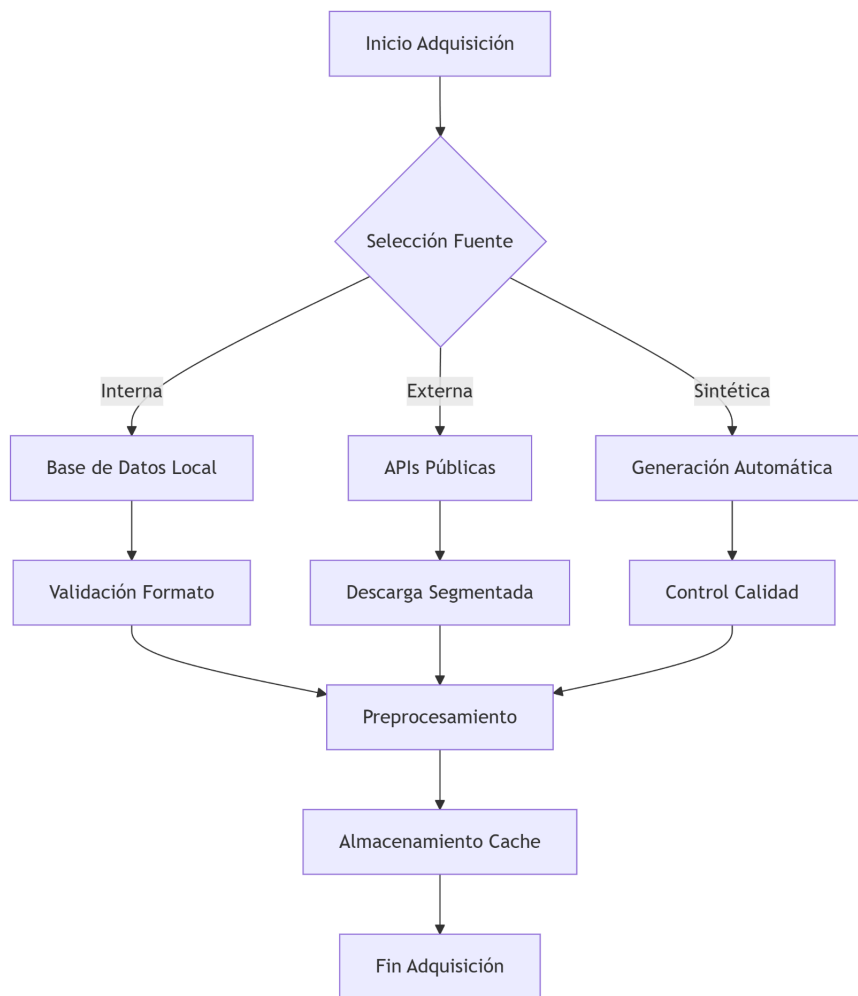 Inicio Adquisición
Selección Fuente
Interna
Externa
Sintética
Base de Datos Local
APIs Públicas
Generación Automática
Validación Formato
Descarga Segmentada
Control Calidad
Preprocesamiento
Almacenamiento Cache
Fin Adquisición